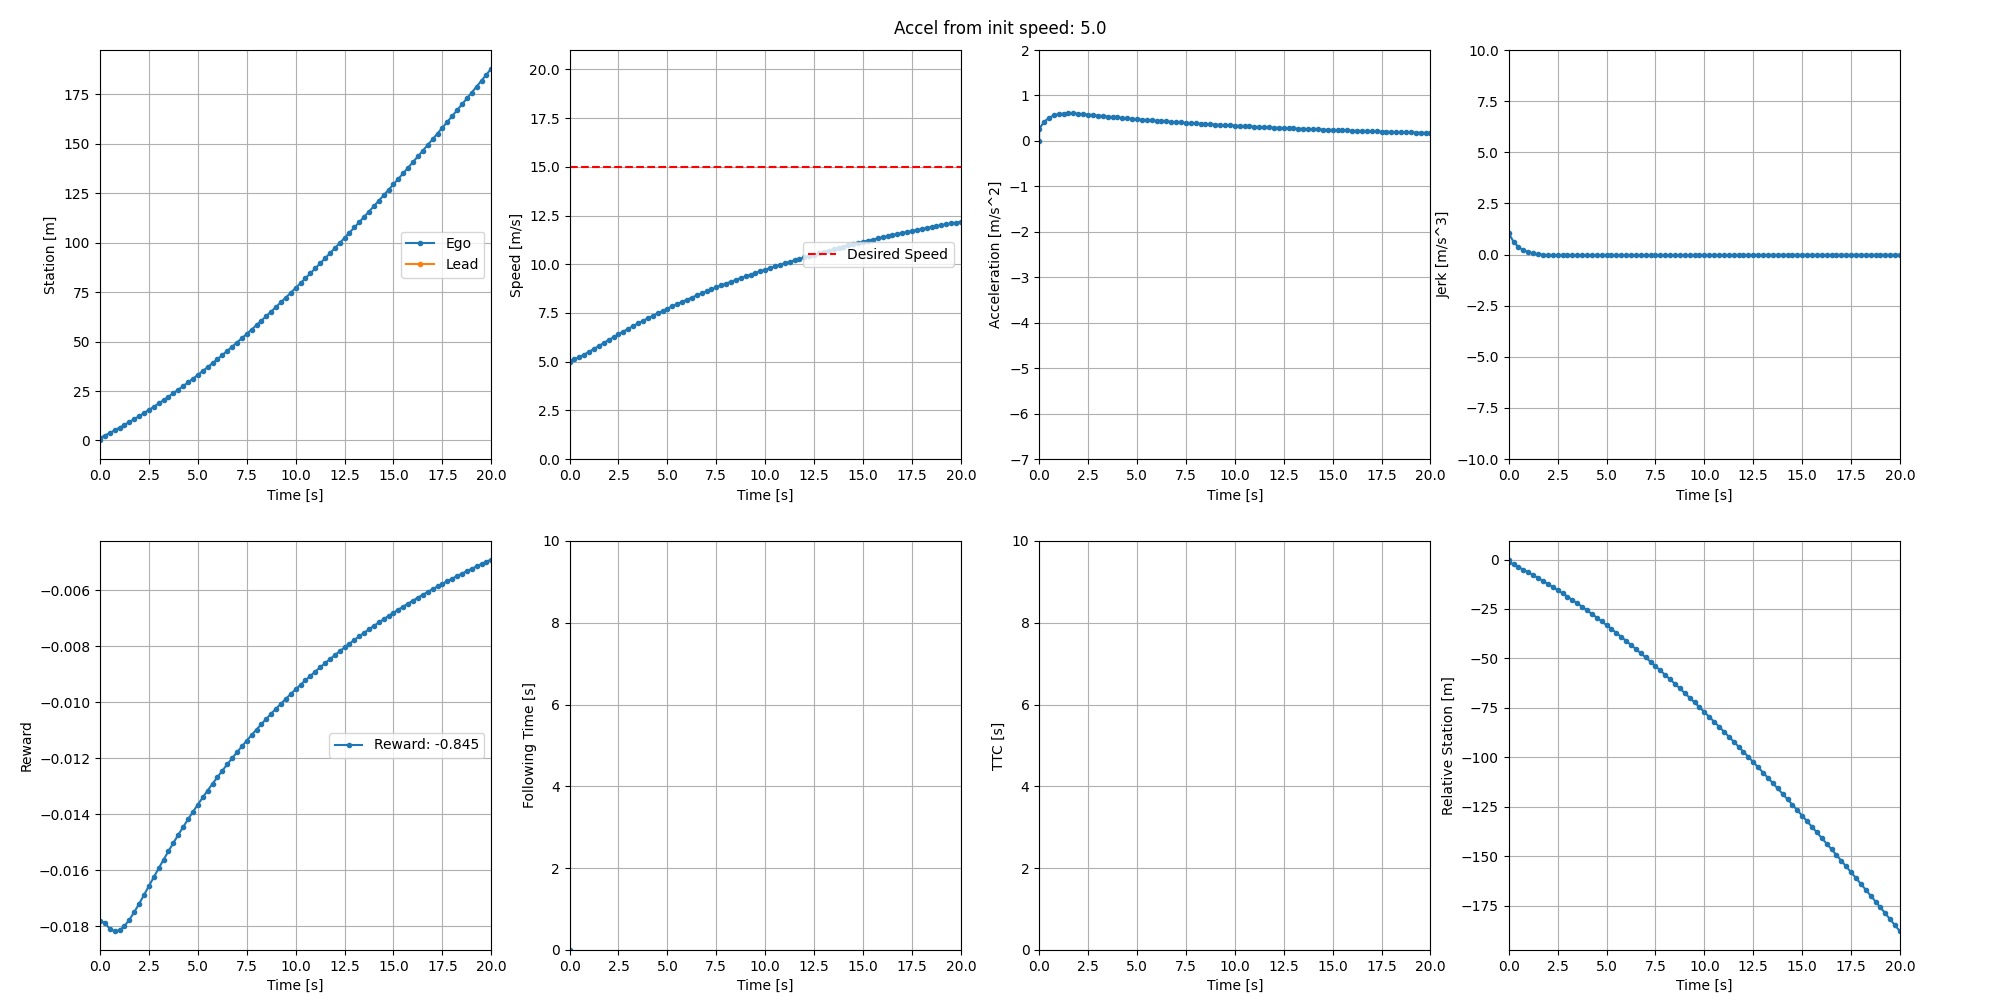 Accel from init speed: 5.0
Station [m]
175
150
125
100
75
50
25
0
Ego
Lead
0.0 2.5 5.0 7.5 10.0 12.5 15.0 17.5 20.0
Time [s]
Speed [m/s]
20.0
17.5
15.0
12.5
10.0
7.5
5.0
2.5
0.0
Desired Speed
0.0 2.5 5.0 7.5 10.0 12.5 15.0 17.5 20.0
Time [s]
Acceleration [m/s^2]
2
1
0
−1
−2
−3
−4
−5
−6
−7
0.0 2.5 5.0 7.5 10.0 12.5 15.0 17.5 20.0
Time [s]
Jerk [m/s^3]
10.0
7.5
5.0
2.5
0.0
−2.5
−5.0
−7.5
−10.0
0.0 2.5 5.0 7.5 10.0 12.5 15.0 17.5 20.0
Time [s]
Reward
−0.006
−0.008
−0.010
−0.012
−0.014
−0.016
−0.018
Reward: -0.845
0.0 2.5 5.0 7.5 10.0 12.5 15.0 17.5 20.0
Time [s]
Following Time [s]
10
8
6
4
2
0
0.0 2.5 5.0 7.5 10.0 12.5 15.0 17.5 20.0
Time [s]
TTC [s]
10
8
6
4
2
0
0.0 2.5 5.0 7.5 10.0 12.5 15.0 17.5 20.0
Time [s]
Relative Station [m]
0
−25
−50
−75
−100
−125
−150
−175
0.0 2.5 5.0 7.5 10.0 12.5 15.0 17.5 20.0
Time [s]